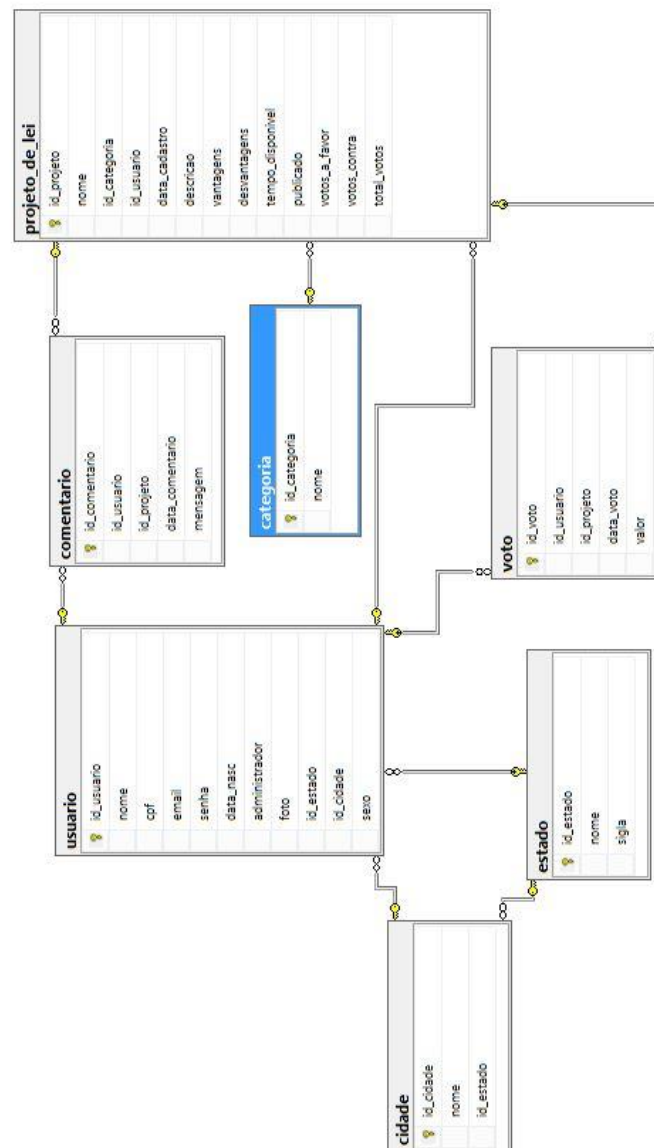 cidade
id_cidade
nome
id_estado
usuario
id_usuario
nome
cpf
email
senha
data_nasc
administrador
foto
id_estado
id_cidade
sexo
estado
id_estado
nome
sigla
comentario
id_comentario
id_usuario
id_projeto
data_comentario
mensagem
categoria
id_categoria
nome
voto
id_voto
id_usuario
id_projeto
data_voto
valor
projeto_de_lei
id_projeto
nome
id_categoria
id_usuario
data_cadastro
descricao
vantagens
desvantagens
tempo_disponivel
publicado
votos_a_favor
votos_contra
total_votos